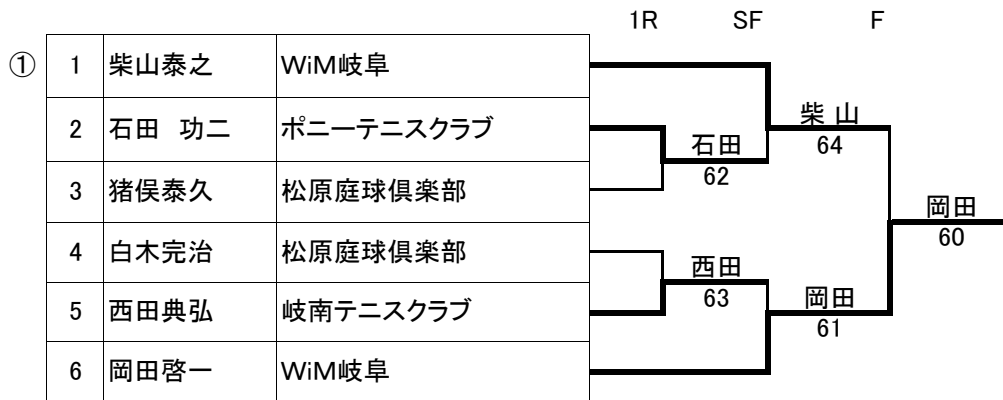 1R SF F
① 1 柴山泰之 WiM岐阜
2 石田 功二 ポニーテニスクラブ
3 猪俣泰久 松原庭球倶楽部
4 白木完治 松原庭球倶楽部
5 西田典弘 岐南テニスクラブ
6 岡田啓一 WiM岐阜
石田
62
西田
63
柴 山
64
岡田
61
岡田
60